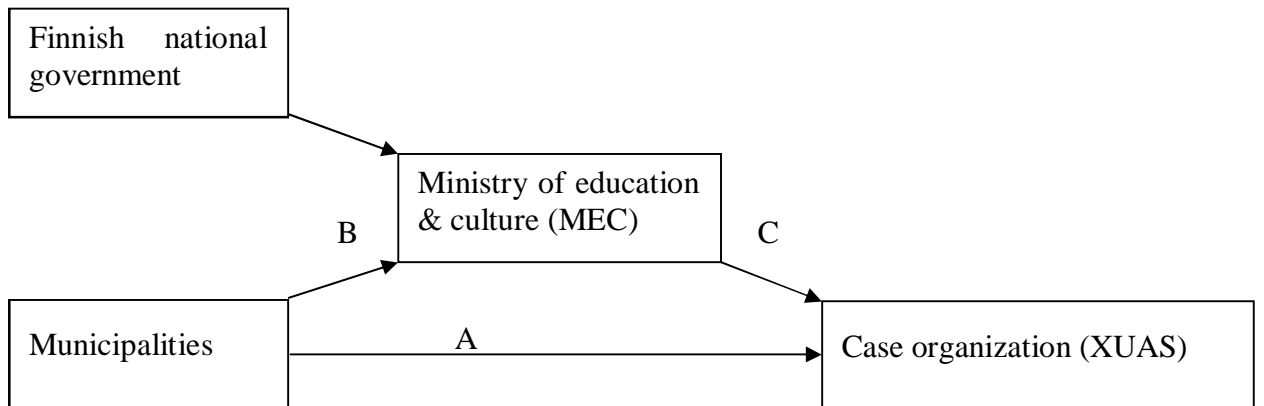 Finnish national
government
Ministry of education
& culture (MEC)
B
C
Municipalities
A
Case organization (XUAS)